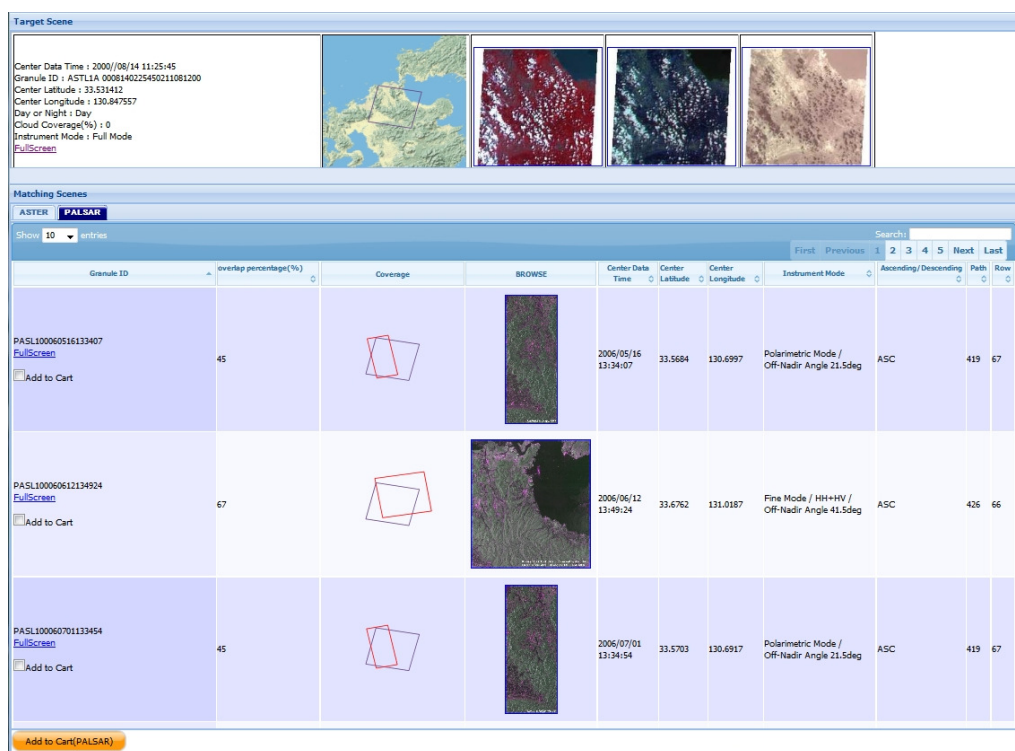 Target Scene
Center Data Time : 2000//08/14 11:25:45
Granule ID : ASTL1A 0008140225450211081200
Center Latitude : 33.531412
Center Longitude : 130.847557
Day or Night : Day
Cloud Coverage(%) : 0
Instrument Mode : Full Mode
FullScreen
Matching Scenes
ASTER PALSAR
Show 10 entries Search:
First Previous 1 2 3 4 5 Next Last
Granule ID overlap percentage(%) Coverage BROWSE Center Data Time Center Latitude Center Longitude Instrument Mode Ascending/Descending Path Row
PASL100060516133407
FullScreen
Add to Cart
45
2006/05/16
13:34:07
33.5684
130.6997
Polarimetric Mode /
Off-Nadir Angle 21.5deg
ASC
419
67
PASL100060612134924
FullScreen
Add to Cart
67
2006/06/12
13:49:24
33.6762
131.0187
Fine Mode / HH+HV /
Off-Nadir Angle 41.5deg
ASC
426
66
PASL100060701133454
FullScreen
Add to Cart
45
2006/07/01
13:34:54
33.5703
130.6917
Polarimetric Mode /
Off-Nadir Angle 21.5deg
ASC
419
67
Add to Cart(PALSAR)